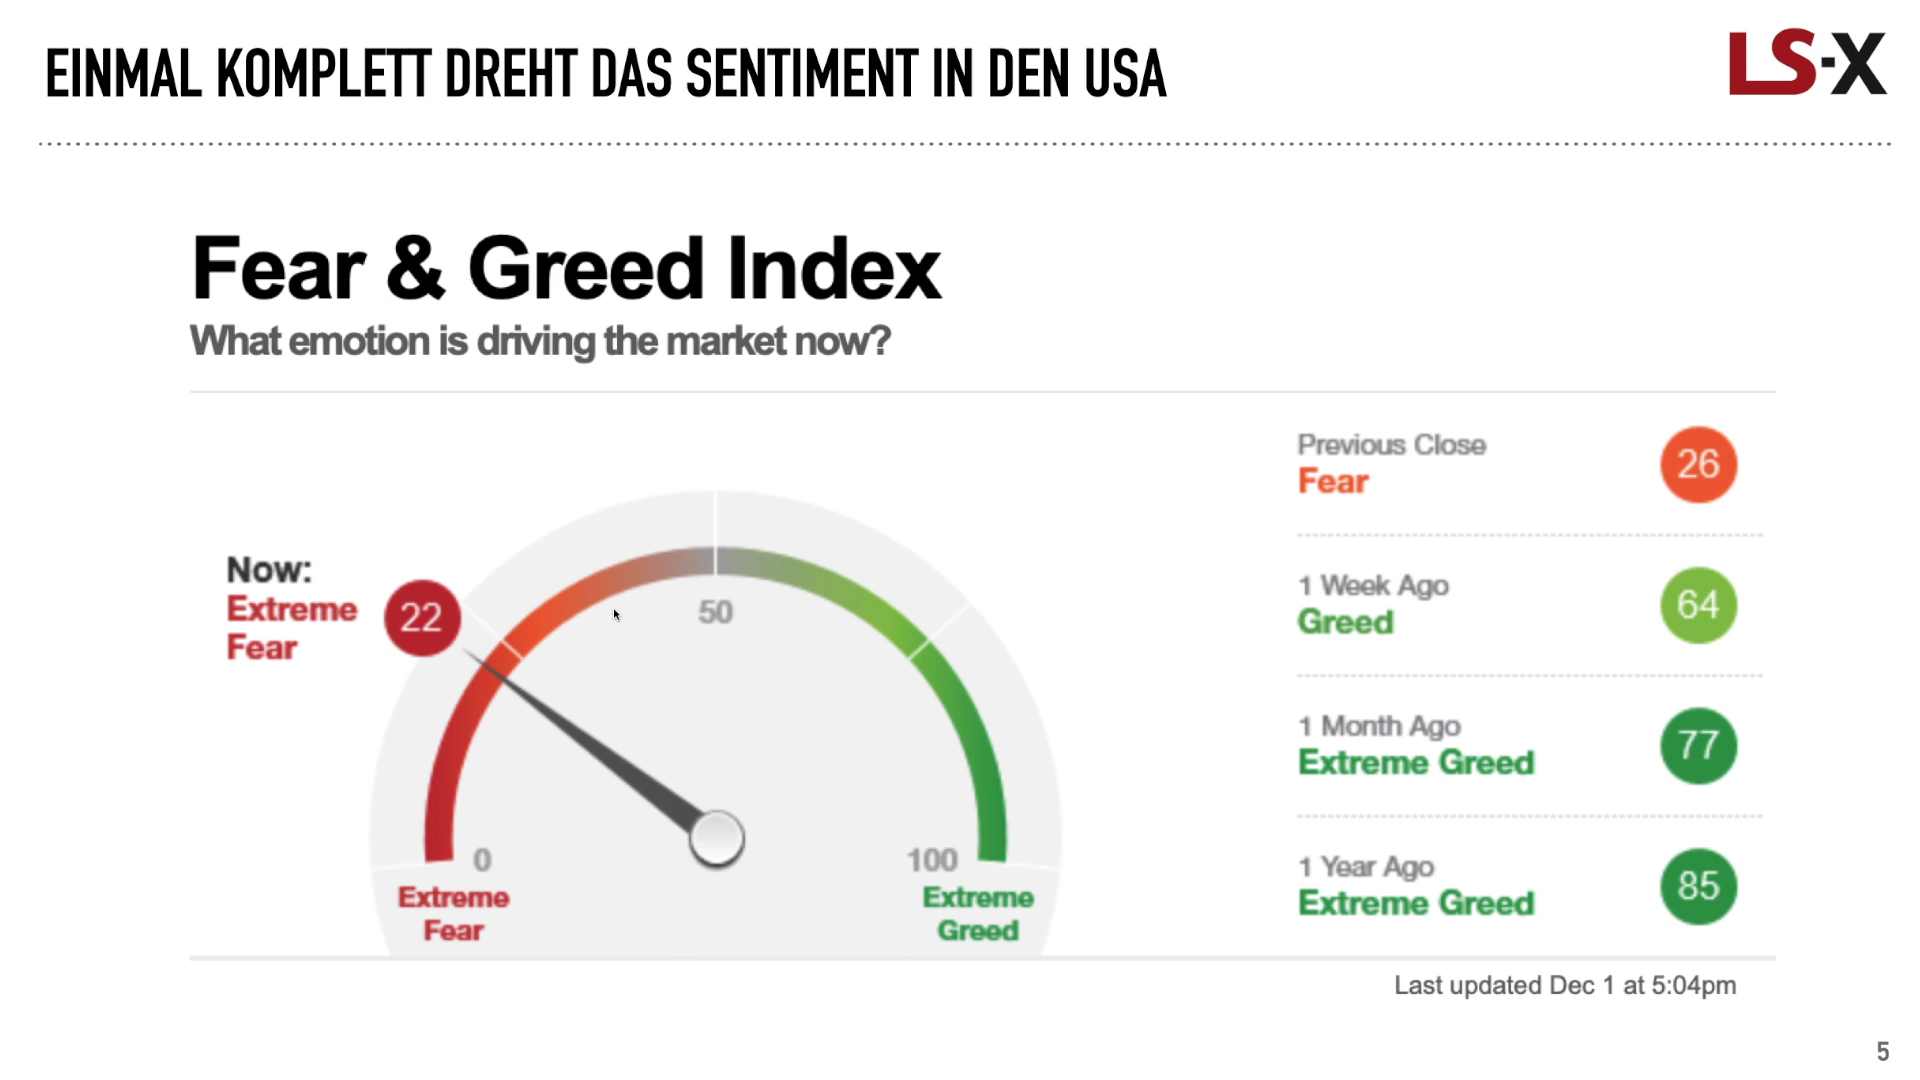 EINMAL KOMPLETT DREHT DAS SENTIMENT IN DEN USA
LS-X
Fear & Greed Index
What emotion is driving the market now?
Now:
Extreme
Fear
22
50
0
100
Extreme
Fear
Extreme
Greed
Previous Close
Fear
26
1 Week Ago
Greed
64
1 Month Ago
Extreme Greed
77
1 Year Ago
Extreme Greed
85
Last updated Dec 1 at 5:04pm
5